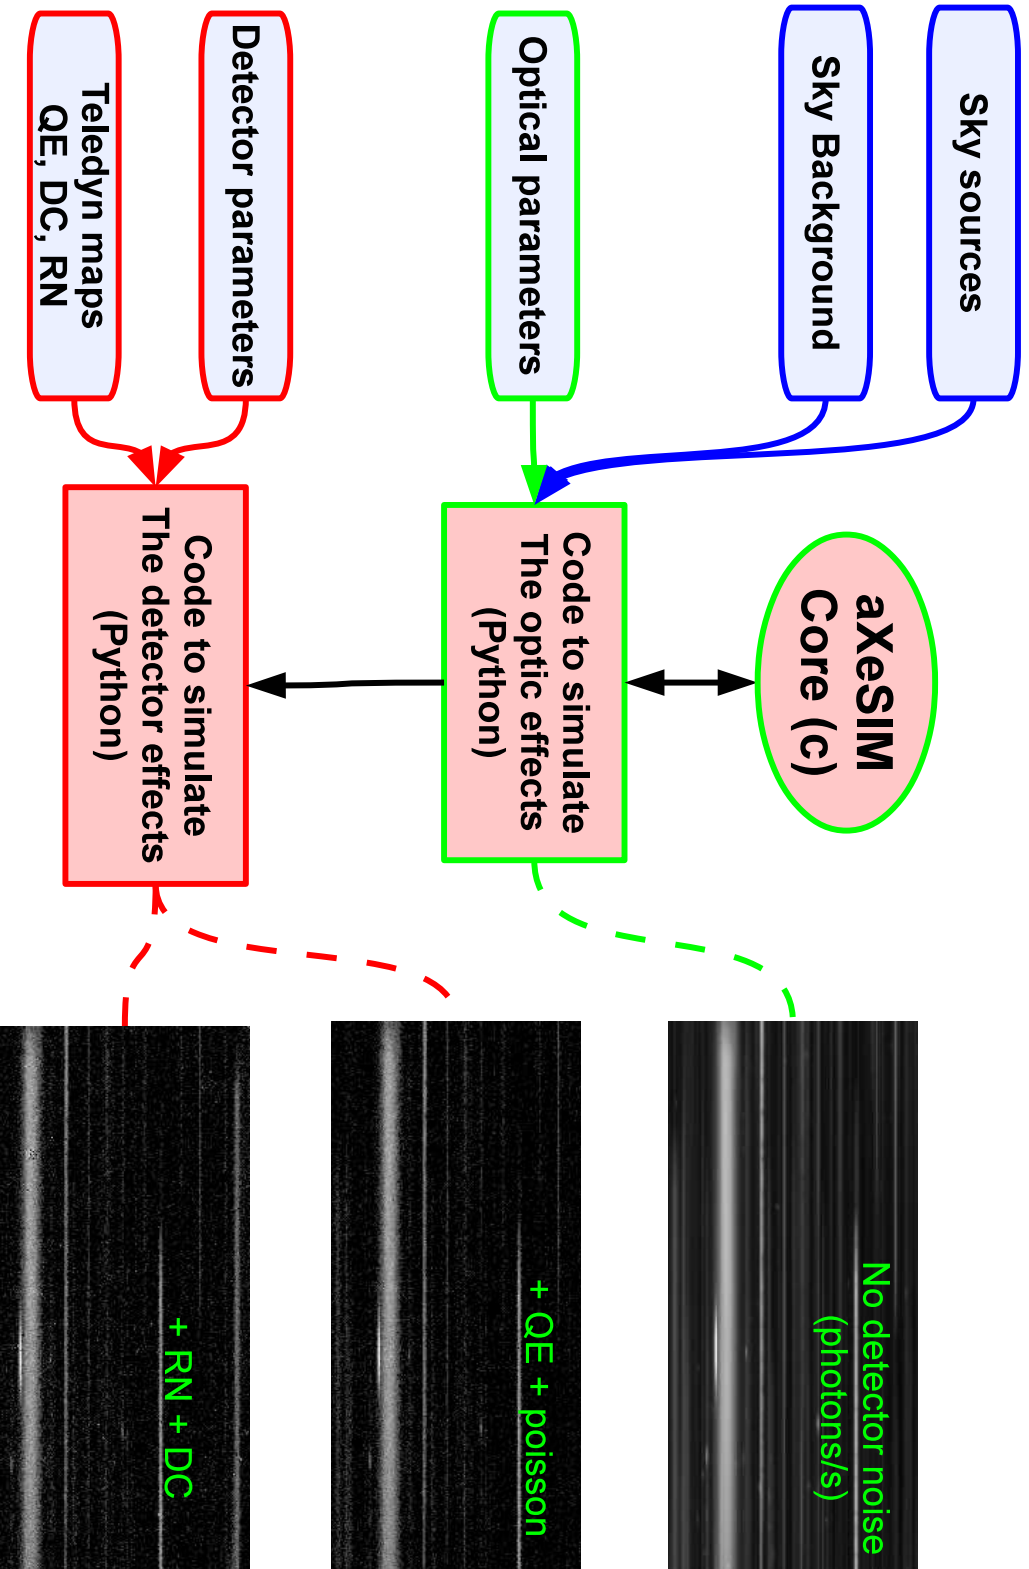 Sky sources
Sky Background
Optical parameters
Detector parameters
Teledyn maps
QE, DC, RN
aXeSIM
Core (c)
Code to simulate
The optic effects
(Python)
Code to simulate
The detector effects
(Python)
No detector noise
(photons/s)
+ QE + poisson
+ RN + DC